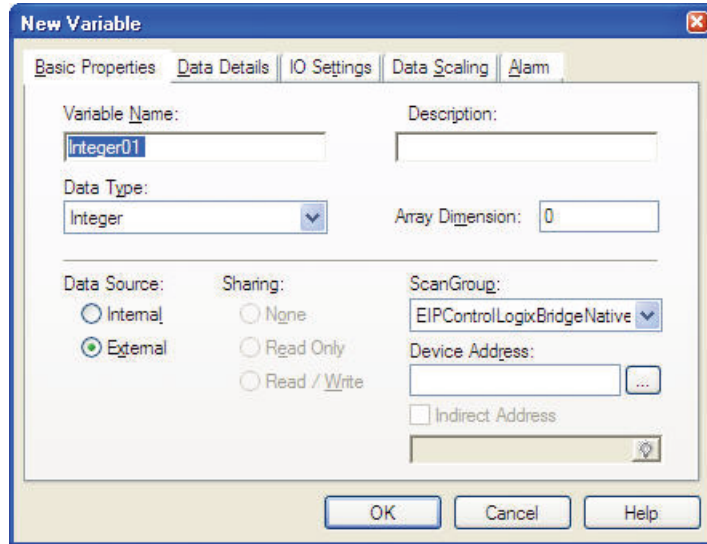 New Variable
Basic Properties Data Details IO Settings Data Scaling Alarm
Variable Name: Description:
Integer01
Data Type:
Integer Array Dimension: 0
Data Source: Sharing: ScanGroup:
Internal None EIPControlLogixBridgeNative
External Read Only Device Address:
Read / Write ...
Indirect Address
OK Cancel Help